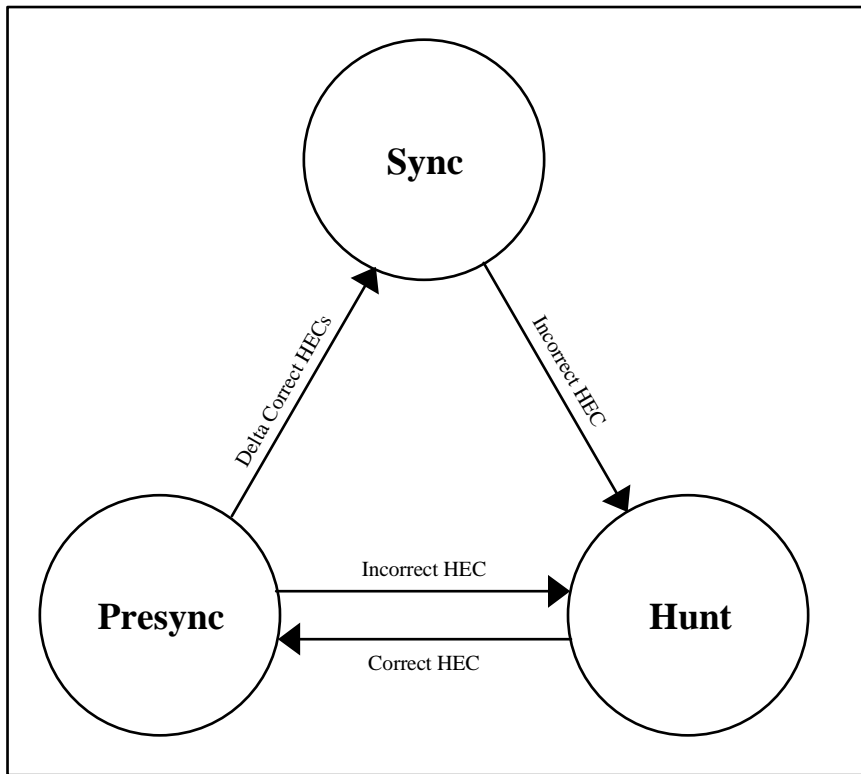 Sync
Delta Correct HECs
Incorrect HEC
Incorrect HEC
Presync
Hunt
Correct HEC